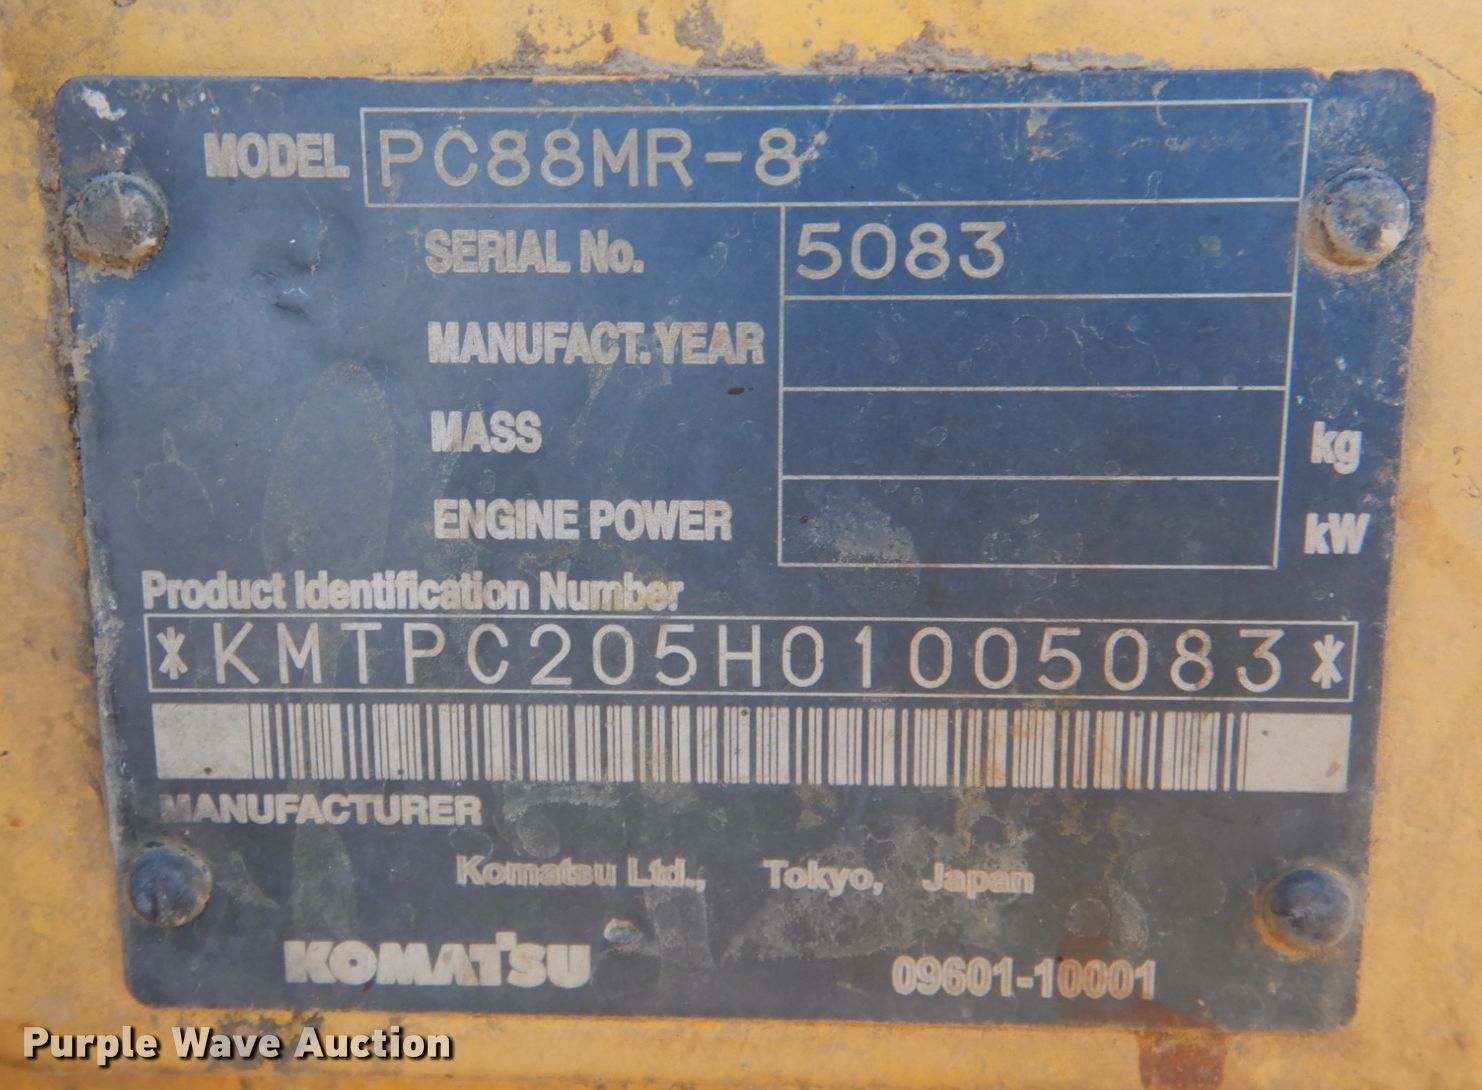 MODEL PC88MR-8
SERIAL No. 5083
MANUFACT. YEAR
MASS kg
ENGINE POWER kW
Product Identification Number
*KMTPC205H01005083*
MANUFACTURER
Komatsu Ltd., Tokyo, Japan
KOMATSU 09601-10001
Purple Wave Auction